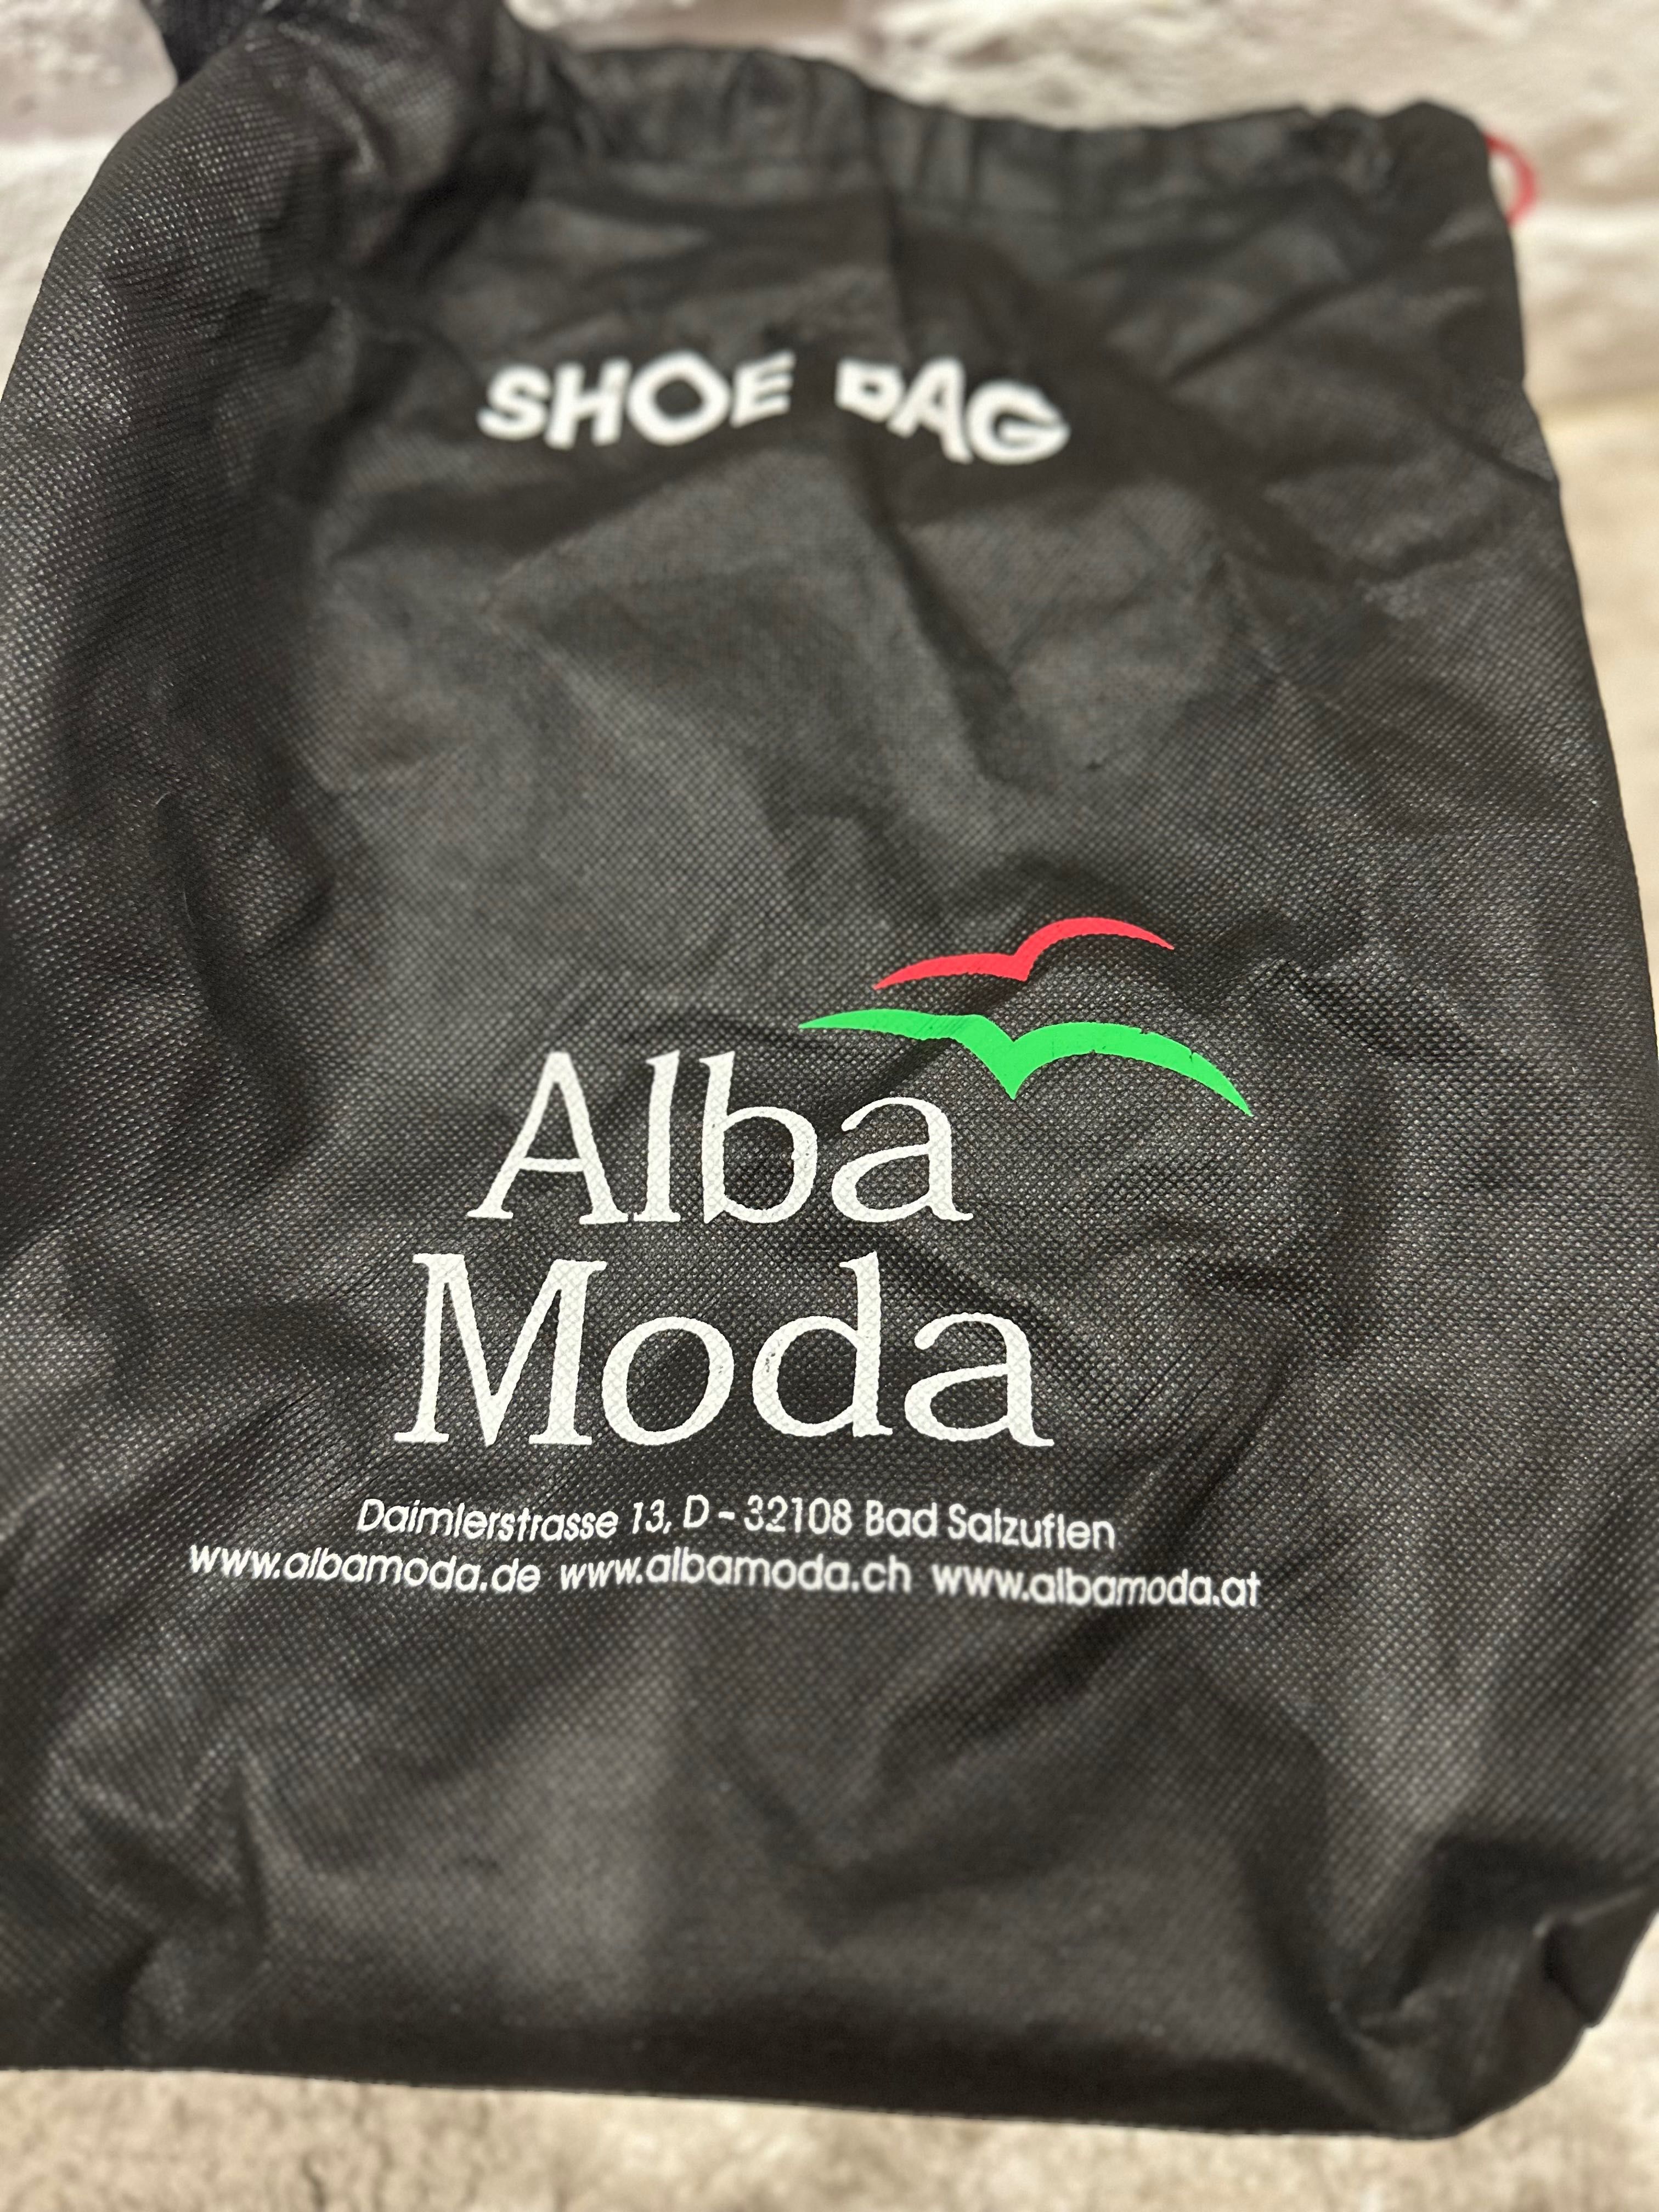 SHOE BAG
Alba
Moda
Daimlerstrasse 13, D - 32108 Bad Salzuflen
www.albamoda.de www.albamoda.ch www.albamoda.at